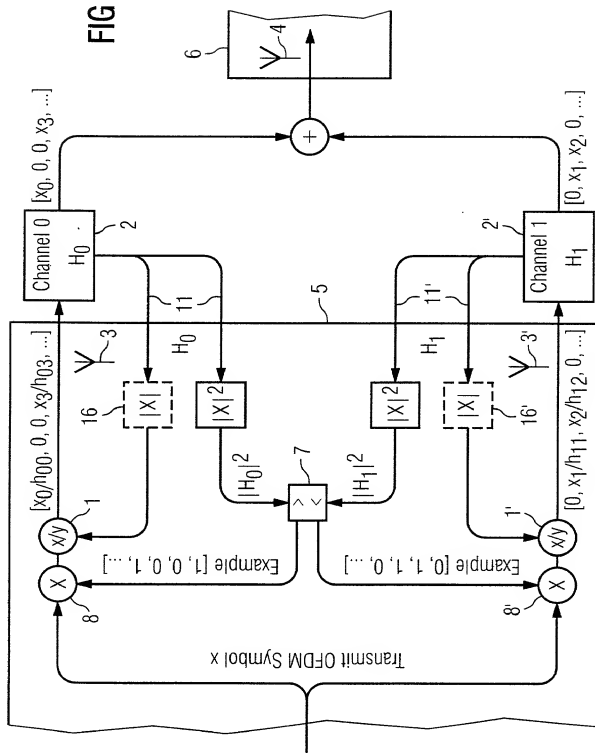 FIG
[x0/h00, 0, 0, x3/h03, ...]
[x0, 0, 0, x3, ...]
Channel 0
H0
2
6
4
3
1
x/y
X
8
16
|X|
11
H0
|X|²
|H0|²
Example [1, 0, 0, 1, ...]
7
> <
5
+
Transmit OFDM Symbol x
Example [0, 1, 1, 0, ...]
|H1|²
|X|²
H1
11'
|X|
16'
3'
1'
x/y
X
8'
2'
Channel 1
H1
[0, x1/h11, x2/h12, 0, ...]
[0, x1, x2, 0, ...]